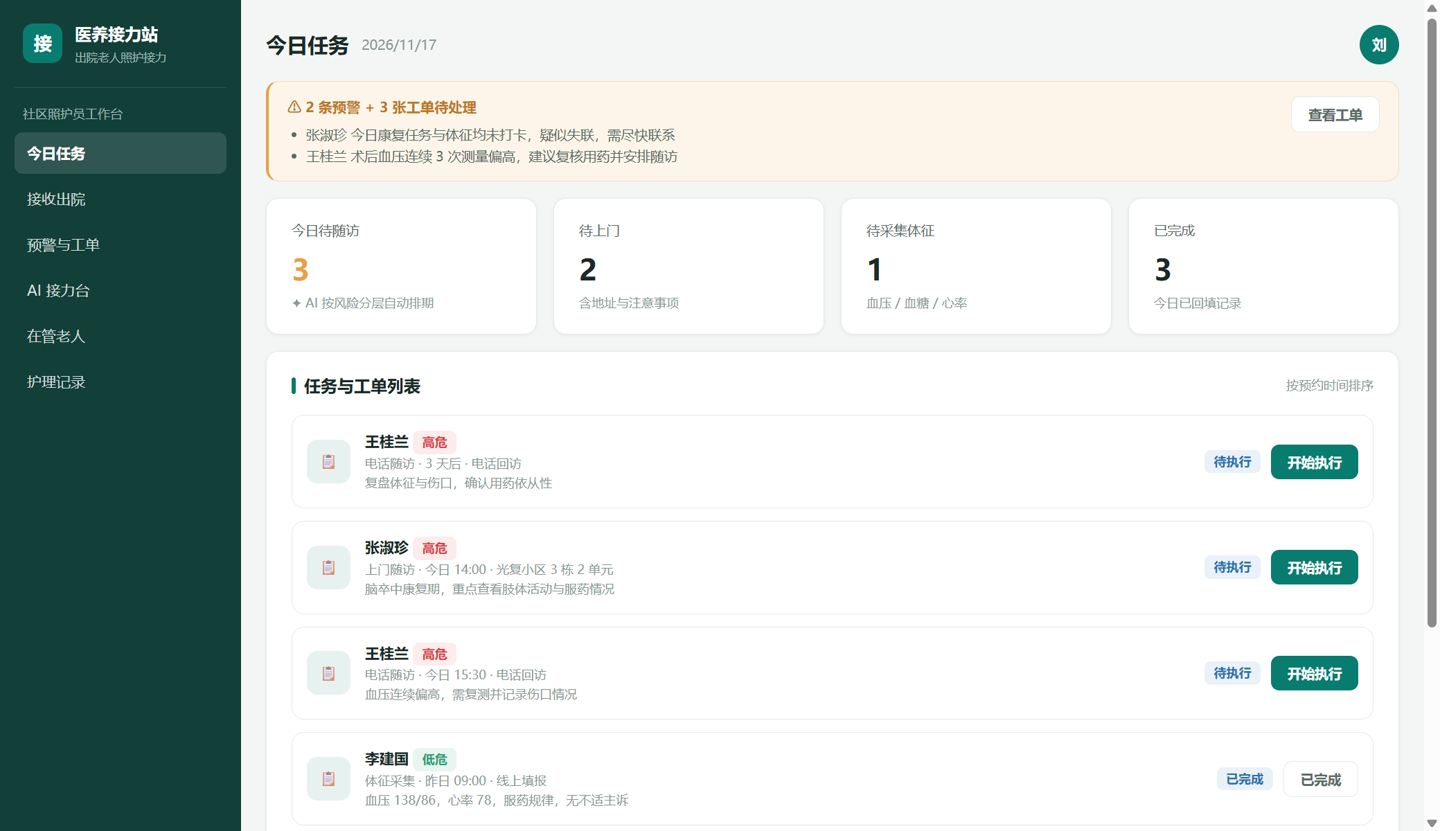 接
医养接力站
出院老人照护接力
社区照护员工作台
今日任务
接收出院
预警与工单
AI 接力台
在管老人
护理记录
今日任务 2026/11/17
刘
⚠ 2 条预警 + 3 张工单待处理
查看工单
• 张淑珍 今日康复任务与体征均未打卡，疑似失联，需尽快联系
• 王桂兰 术后血压连续 3 次测量偏高，建议复核用药并安排随访
今日待随访
3
✦ AI 按风险分层自动排期
待上门
2
含地址与注意事项
待采集体征
1
血压 / 血糖 / 心率
已完成
3
今日已回填记录
任务与工单列表
按预约时间排序
王桂兰 高危
电话随访 · 3 天后 · 电话回访
复盘体征与伤口，确认用药依从性
待执行 开始执行
张淑珍 高危
上门随访 · 今日 14:00 · 光复小区 3 栋 2 单元
脑卒中康复期，重点查看肢体活动与服药情况
待执行 开始执行
王桂兰 高危
电话随访 · 今日 15:30 · 电话回访
血压连续偏高，需复测并记录伤口情况
待执行 开始执行
李建国 低危
体征采集 · 昨日 09:00 · 线上填报
血压 138/86，心率 78，服药规律，无不适主诉
已完成 已完成